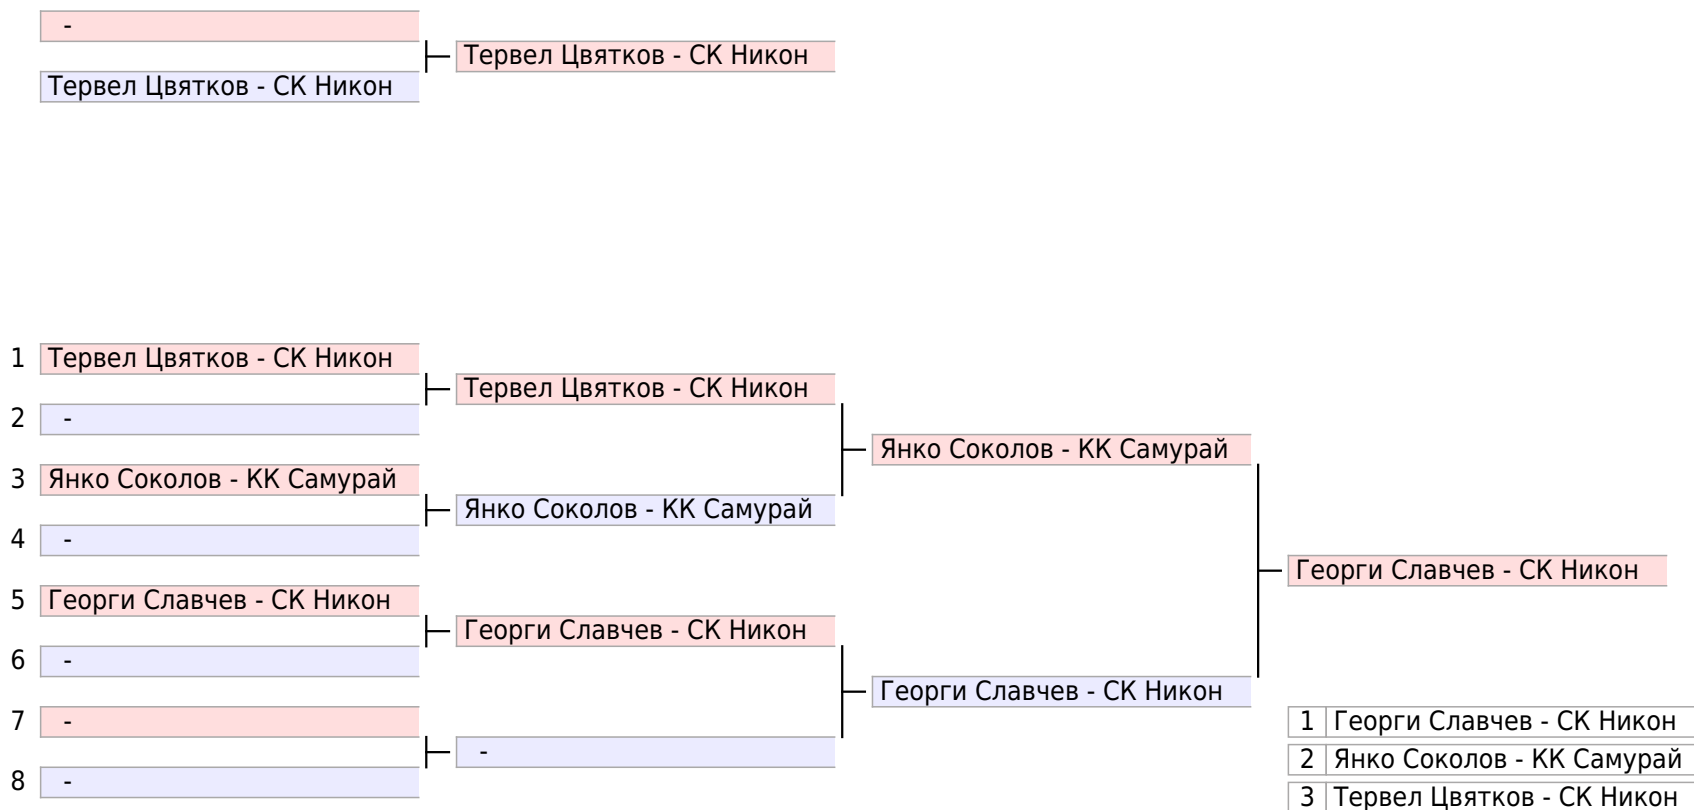 -
Тервел Цвятков - СК Никон
Тервел Цвятков - СК Никон
1 Тервел Цвятков - СК Никон
Тервел Цвятков - СК Никон
2 -
Янко Соколов - КК Самурай
3 Янко Соколов - КК Самурай
Янко Соколов - КК Самурай
4 -
Георги Славчев - СК Никон
5 Георги Славчев - СК Никон
Георги Славчев - СК Никон
6 -
Георги Славчев - СК Никон
7 -
-
8 -
1 Георги Славчев - СК Никон
2 Янко Соколов - КК Самурай
3 Тервел Цвятков - СК Никон